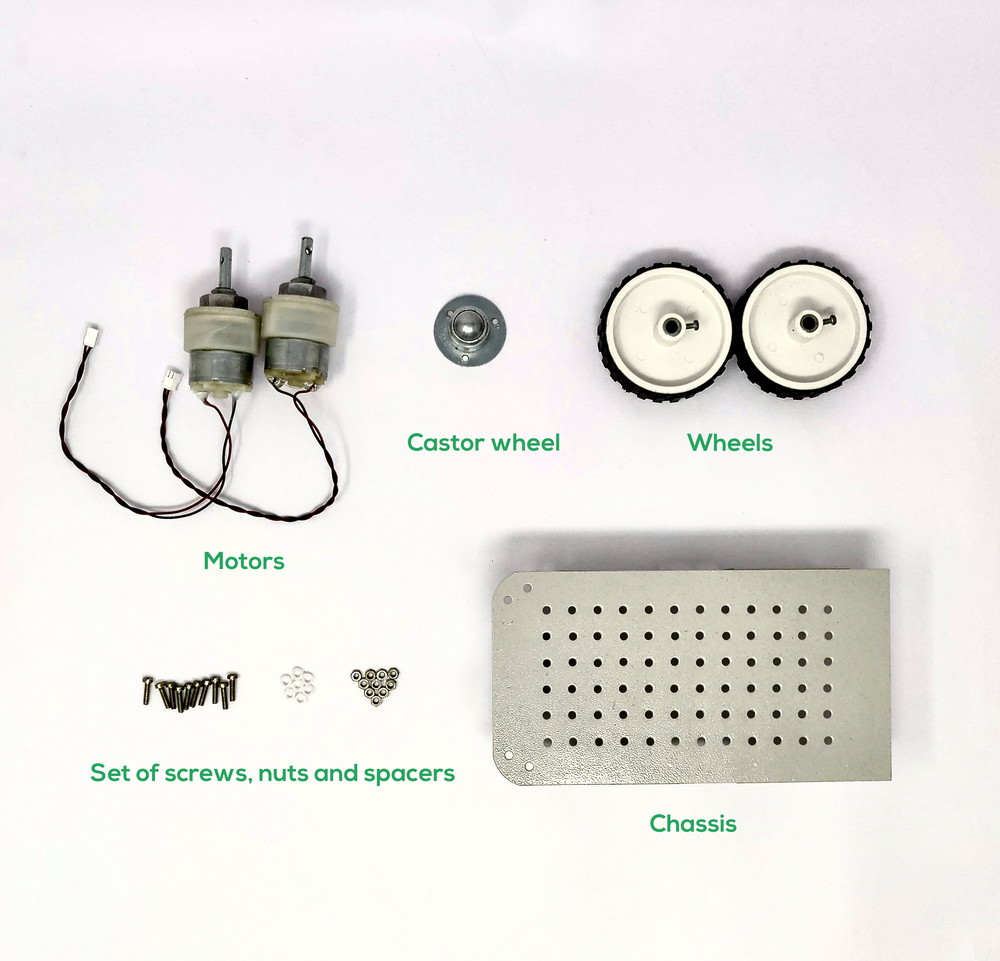 Castor wheel
Wheels
Motors
Set of screws, nuts and spacers
Chassis